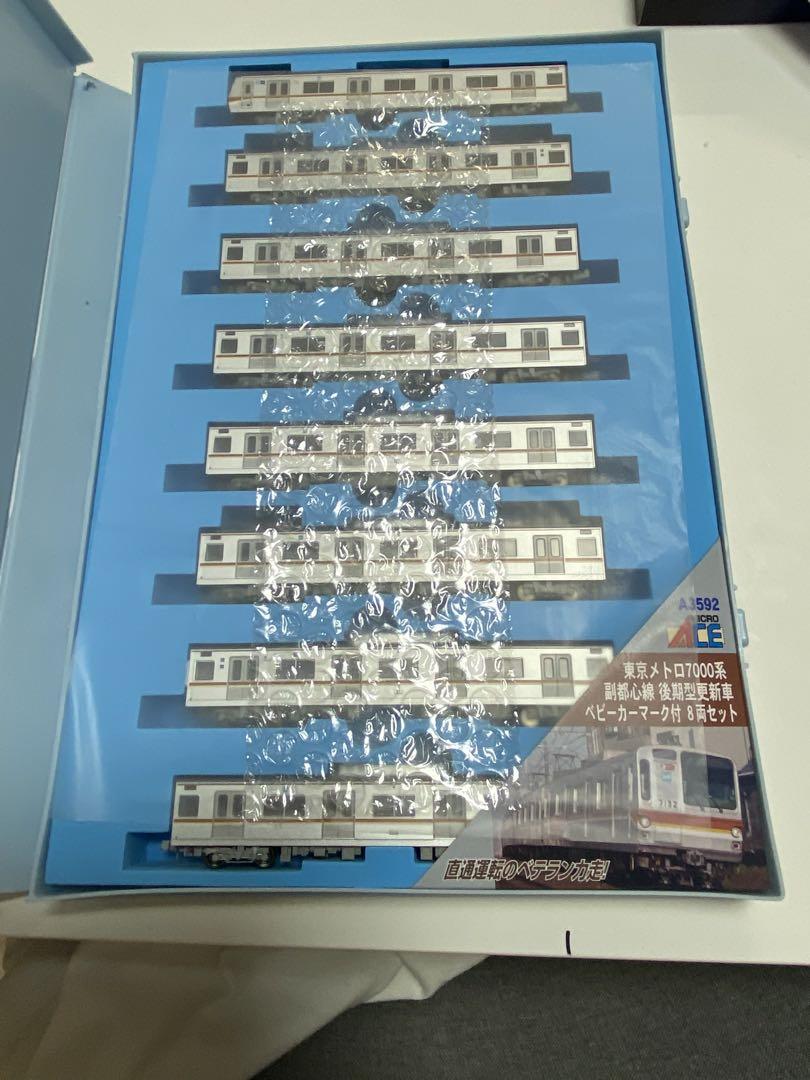 A3592
MICRO
ACE
東京メトロ7000系
副都心線 後期型更新車
ベビーカーマーク付 8両セット
7132
直通運転のベテラン力走!